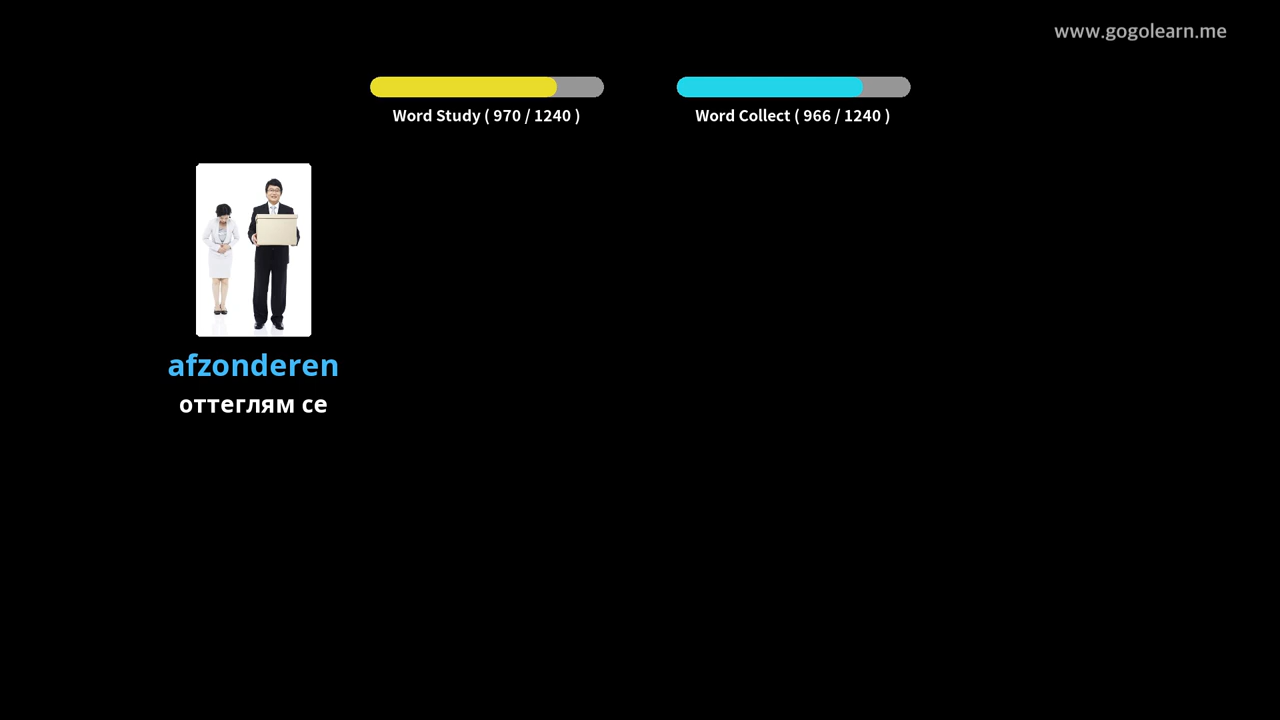 www.gogolearn.me
Word Study ( 970 / 1240 )
Word Collect ( 966 / 1240 )
afzonderen
оттеглям се